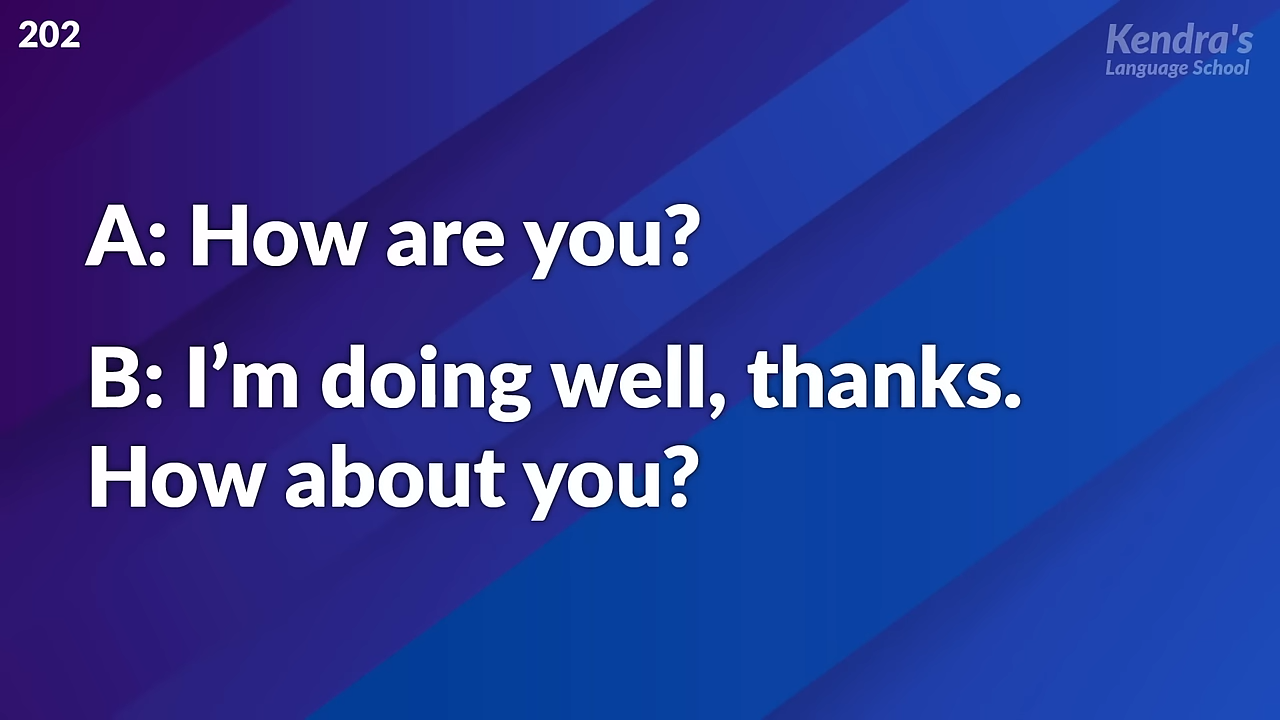 202
Kendra's
Language School
A: How are you?
B: I’m doing well, thanks.
How about you?